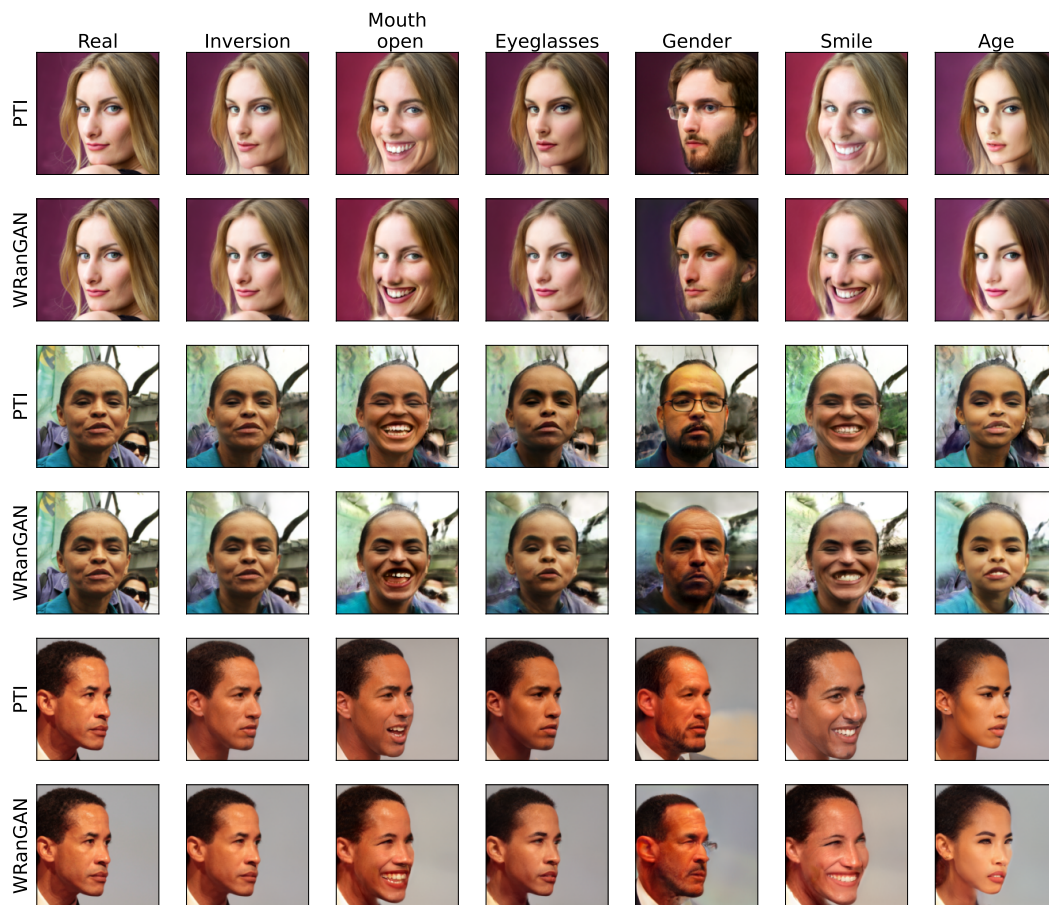 Real
Inversion
Mouth
open
Eyeglasses
Gender
Smile
Age
PTI
WRanGAN
PTI
WRanGAN
PTI
WRanGAN